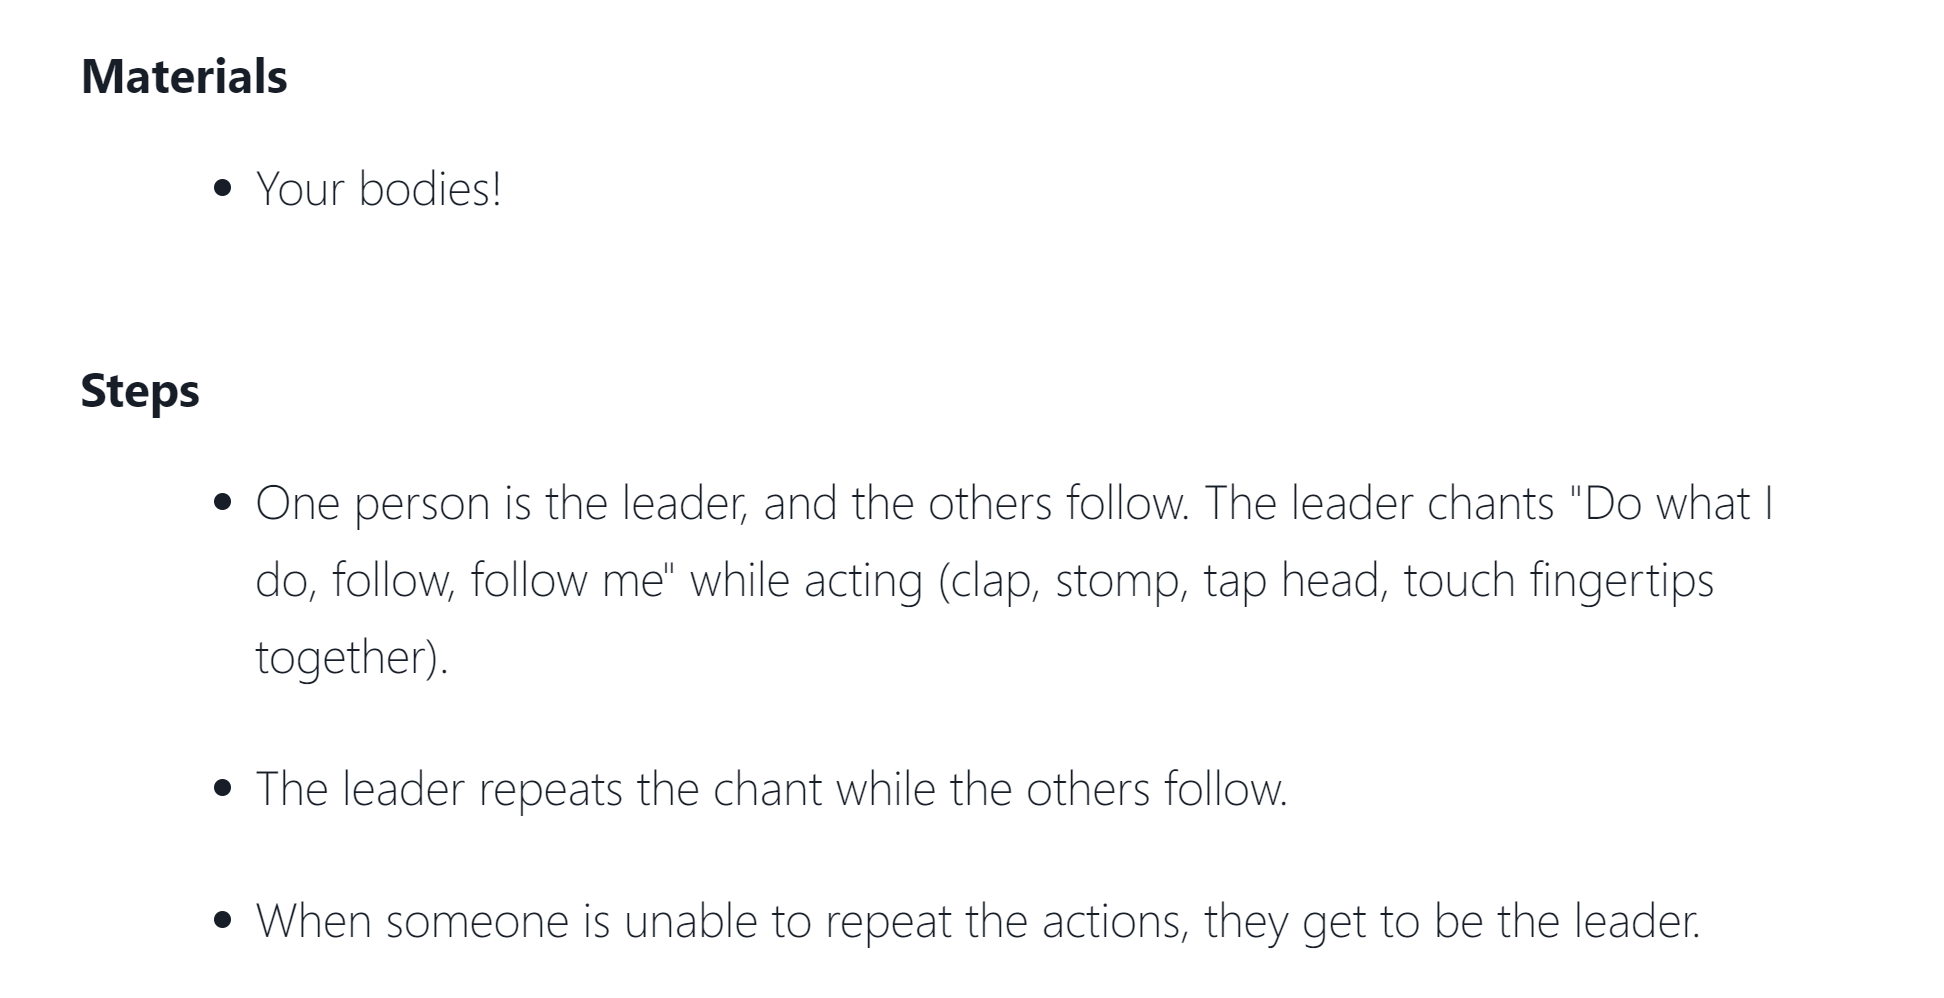 Materials
• Your bodies!
Steps
• One person is the leader, and the others follow. The leader chants "Do what I
do, follow, follow me" while acting (clap, stomp, tap head, touch fingertips
together).
• The leader repeats the chant while the others follow.
• When someone is unable to repeat the actions, they get to be the leader.